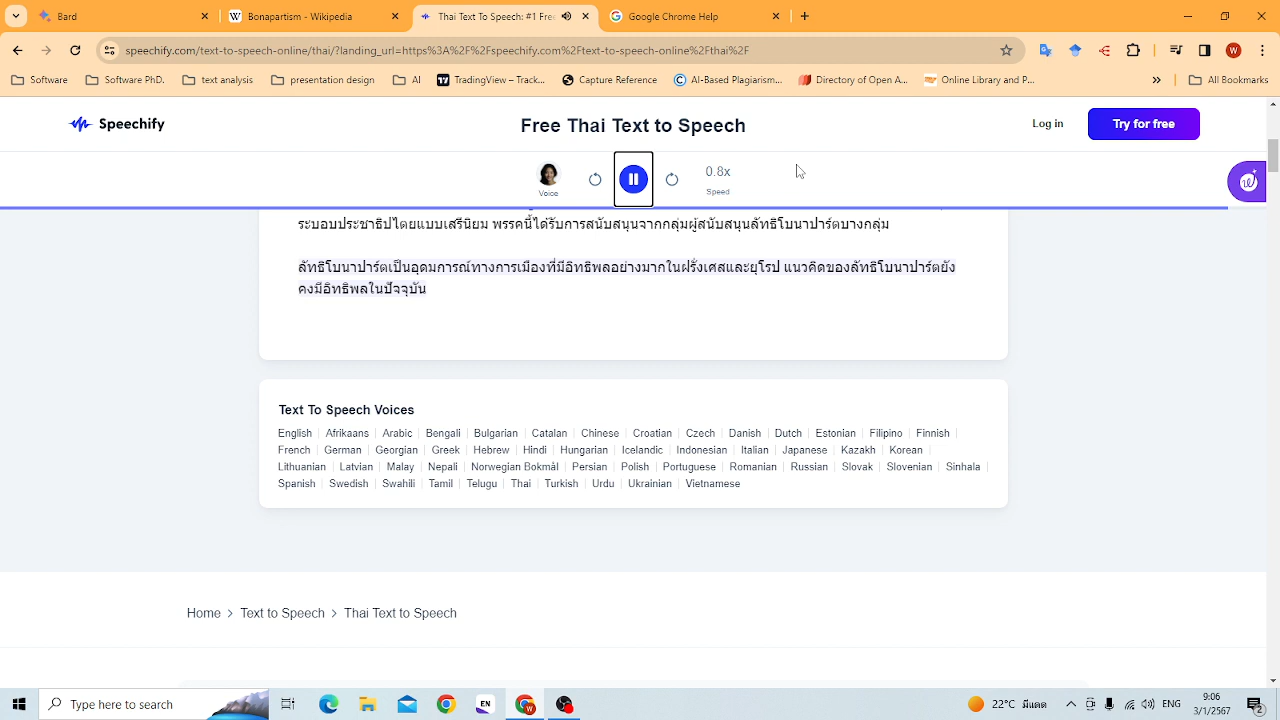 Bard
Bonapartism - Wikipedia
Thai Text To Speech: #1 Fre
Google Chrome Help
speechify.com/text-to-speech-online/thai/?landing_url=https%3A%2F%2Fspeechify.com%2Ftext-to-speech-online%2Fthai%2F
W
Software
Software PhD.
text analysis
presentation design
AI
TradingView – Track...
Capture Reference
AI-Based Plagiarism...
Directory of Open A...
Online Library and P...
All Bookmarks
Speechify
Free Thai Text to Speech
Log in
Try for free
Voice
0.8x
Speed
ระบอบประชาธิปไตยแบบเสรีนิยม พรรคนี้ได้รับการสนับสนุนจากกลุ่มผู้สนับสนุนลัทธิโบนาปาร์ตบางกลุ่ม
ลัทธิโบนาปาร์ตเป็นอุดมการณ์ทางการเมืองที่มีอิทธิพลอย่างมากในฝรั่งเศสและยุโรป แนวคิดของลัทธิโบนาปาร์ตยัง
คงมีอิทธิพลในปัจจุบัน
Text To Speech Voices
English | Afrikaans | Arabic | Bengali | Bulgarian | Catalan | Chinese | Croatian | Czech | Danish | Dutch | Estonian | Filipino | Finnish |
French | German | Georgian | Greek | Hebrew | Hindi | Hungarian | Icelandic | Indonesian | Italian | Japanese | Kazakh | Korean |
Lithuanian | Latvian | Malay | Nepali | Norwegian Bokmål | Persian | Polish | Portuguese | Romanian | Russian | Slovak | Slovenian | Sinhala |
Spanish | Swedish | Swahili | Tamil | Telugu | Thai | Turkish | Urdu | Ukrainian | Vietnamese
Home > Text to Speech > Thai Text to Speech
Type here to search
EN
W
22°C มีแดด
ENG
9:06
3/1/2567
2